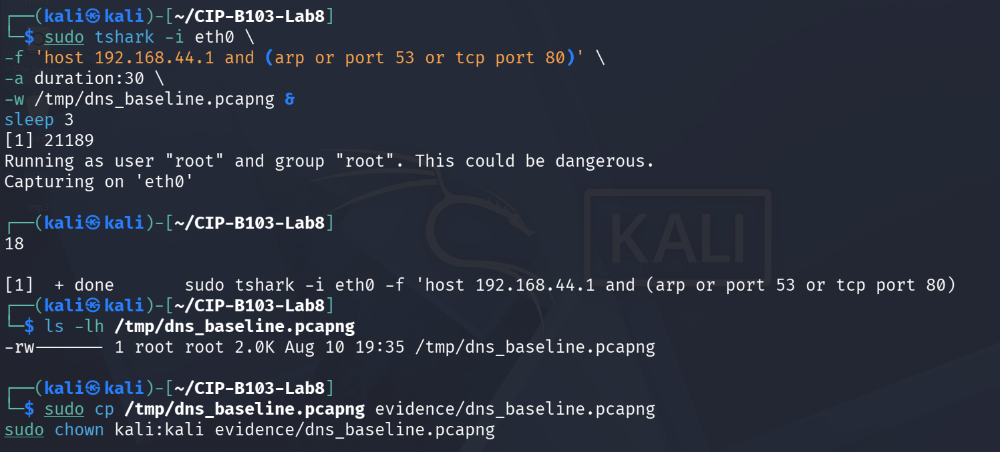 ┌──(kali㉿kali)-[~/CIP-B103-Lab8]
└─$ sudo tshark -i eth0 \
-f 'host 192.168.44.1 and (arp or port 53 or tcp port 80)' \
-a duration:30 \
-w /tmp/dns_baseline.pcapng &
sleep 3
[1] 21189
Running as user "root" and group "root". This could be dangerous.
Capturing on 'eth0'
┌──(kali㉿kali)-[~/CIP-B103-Lab8]
18
[1]  + done       sudo tshark -i eth0 -f 'host 192.168.44.1 and (arp or port 53 or tcp port 80)
┌──(kali㉿kali)-[~/CIP-B103-Lab8]
└─$ ls -lh /tmp/dns_baseline.pcapng
-rw------- 1 root root 2.0K Aug 10 19:35 /tmp/dns_baseline.pcapng
┌──(kali㉿kali)-[~/CIP-B103-Lab8]
└─$ sudo cp /tmp/dns_baseline.pcapng evidence/dns_baseline.pcapng
sudo chown kali:kali evidence/dns_baseline.pcapng
Home
File System
mp3
KALI